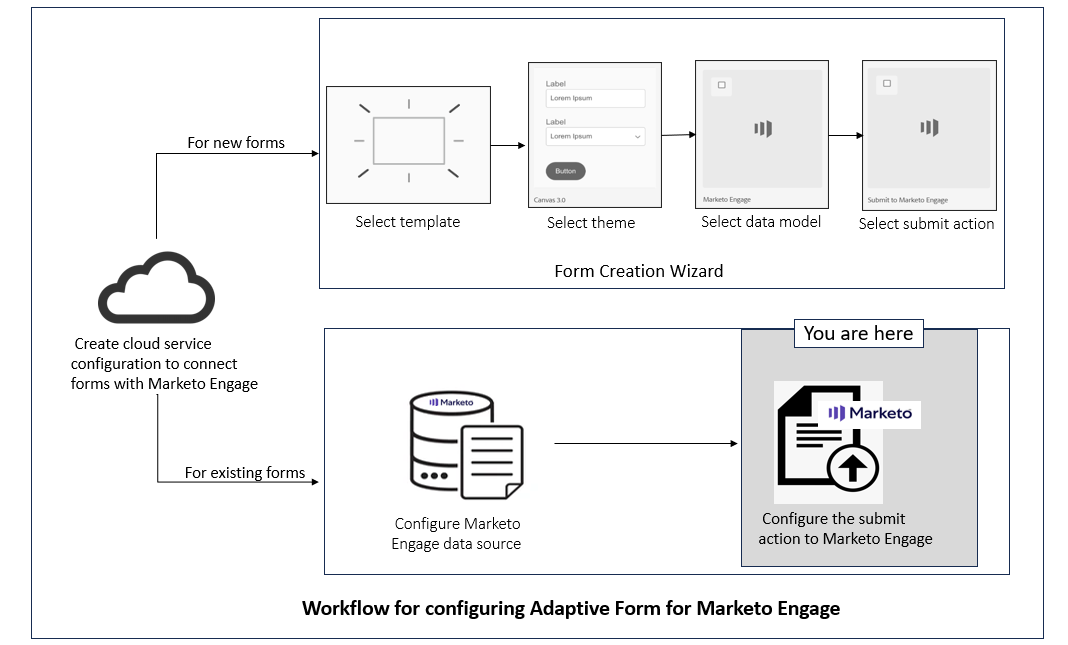 For new forms
Label
Lorem Ipsum
Label
Lorem Ipsum
Button
Canvas 3.0
Marketo Engage
Submit to Marketo Engage
Select template
Select theme
Select data model
Select submit action
Form Creation Wizard
Create cloud service
configuration to connect
forms with Marketo Engage
For existing forms
Marketo
Configure Marketo
Engage data source
You are here
Marketo
Configure the submit
action to Marketo Engage
Workflow for configuring Adaptive Form for Marketo Engage